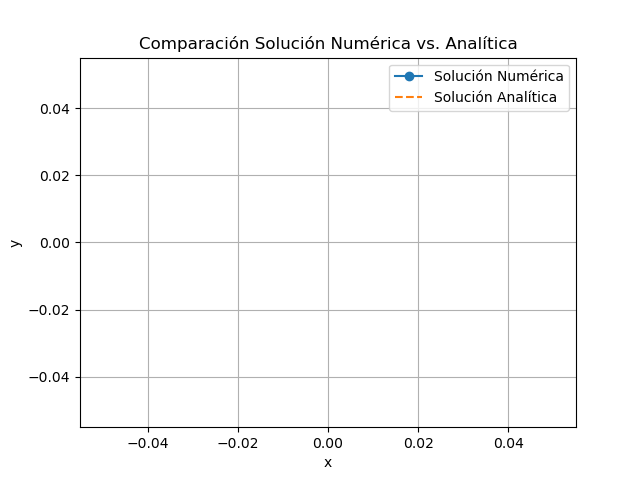 Comparación Solución Numérica vs. Analítica
Solución Numérica
Solución Analítica
y
0.04
0.02
0.00
−0.02
−0.04
−0.04
−0.02
0.00
0.02
0.04
x